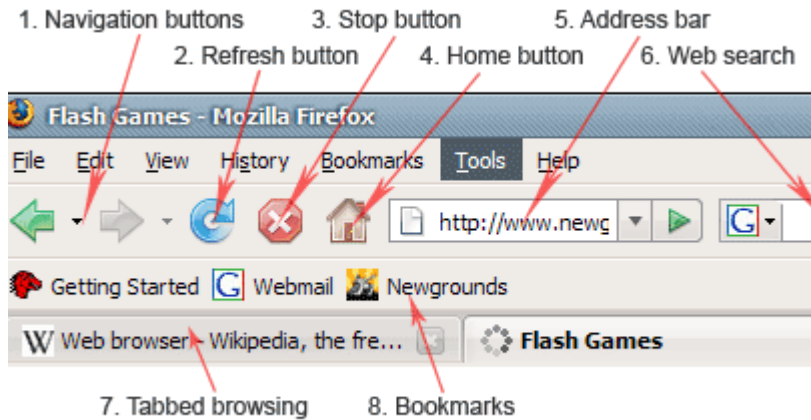 1. Navigation buttons 3. Stop button 5. Address bar
2. Refresh button 4. Home button 6. Web search
Flash Games - Mozilla Firefox
File Edit View History Bookmarks Tools Help
http://www.newg G
Getting Started G Webmail Newgrounds
W Web browser - Wikipedia, the fre... Flash Games
7. Tabbed browsing 8. Bookmarks